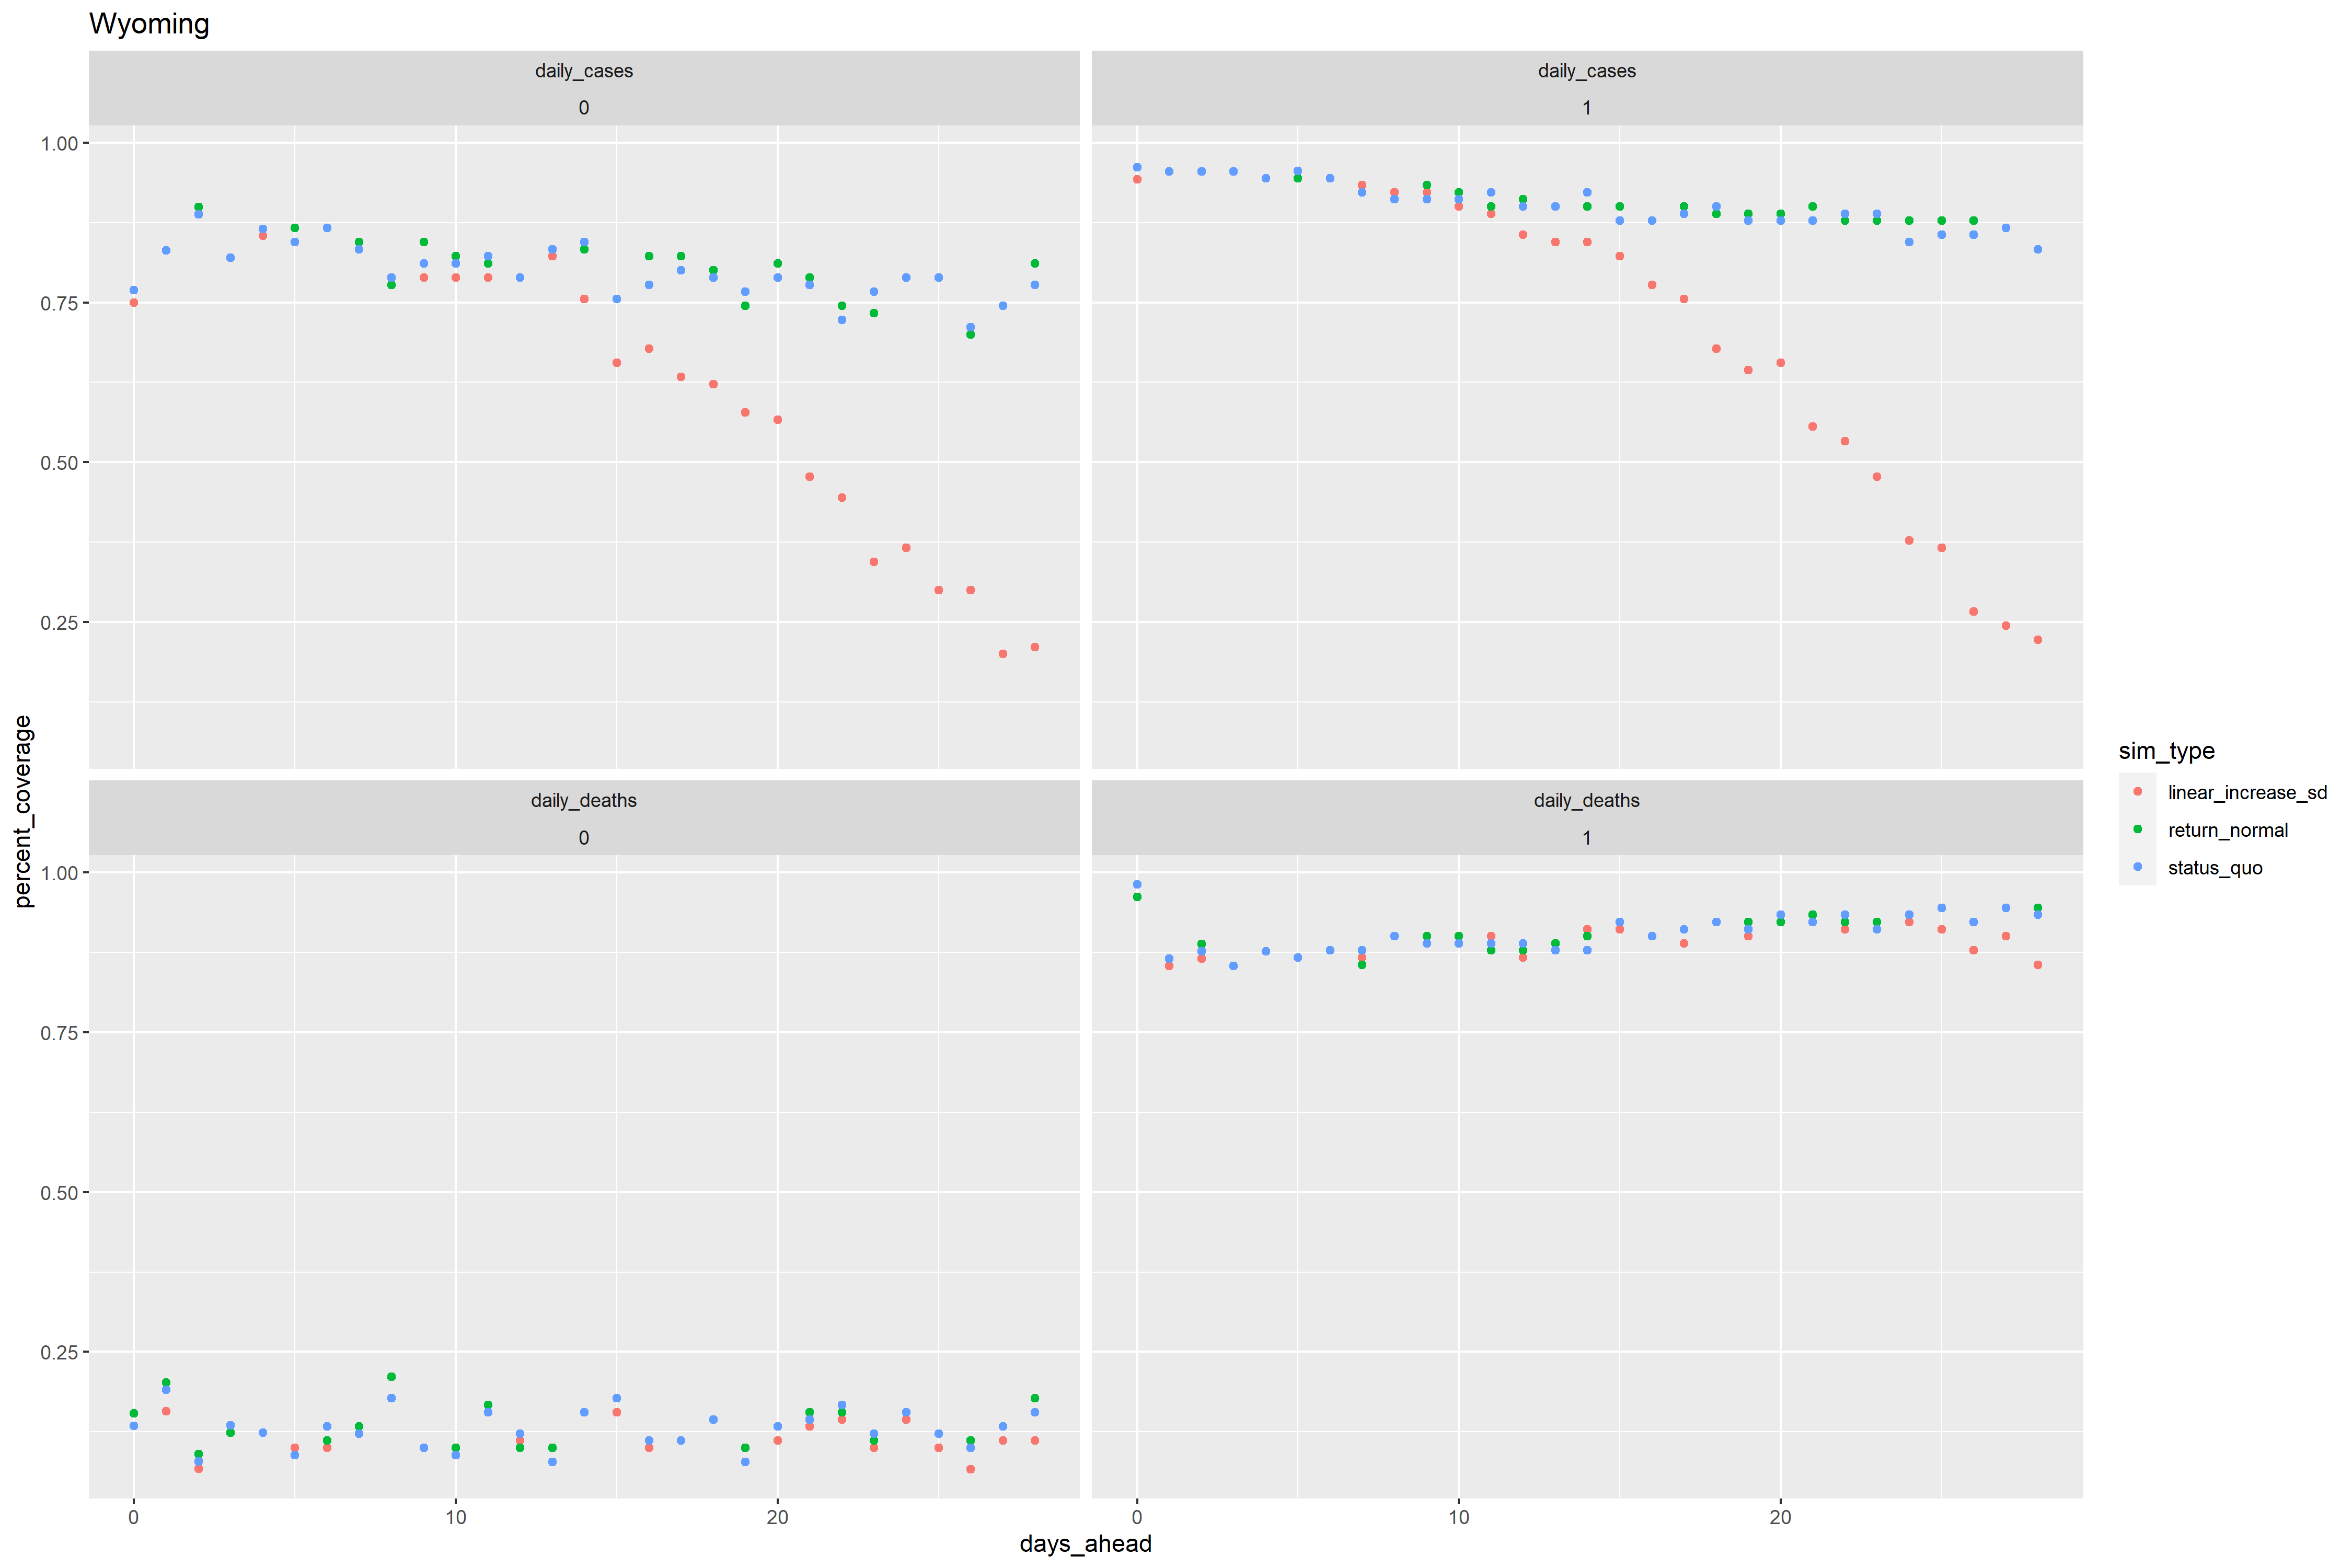 Wyoming
daily_cases
0
daily_cases
1
1.00
0.75
0.50
0.25
percent_coverage
daily_deaths
0
daily_deaths
1
1.00
0.75
0.50
0.25
0
10
20
0
10
20
days_ahead
sim_type
linear_increase_sd
return_normal
status_quo